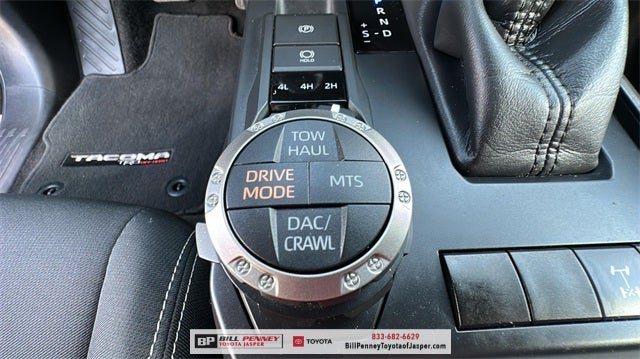 R
N
+
S D
-
P
HOLD
4L 4H 2H
TOW
HAUL
DRIVE
MODE
MTS
DAC/
CRAWL
TACOMA
BP BILL PENNEY
TOYOTA JASPER
TOYOTA
833-682-6629
BillPenneyToyotaofJasper.com